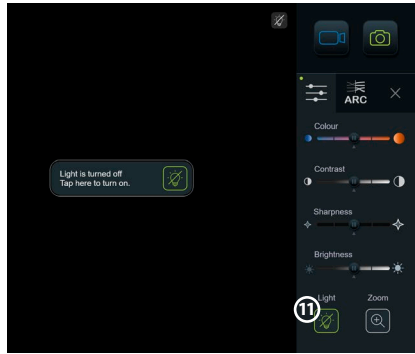 ARC
Colour
Light is turned off
Tap here to turn on.
Contrast
Sharpness
Brightness
Light Zoom
11